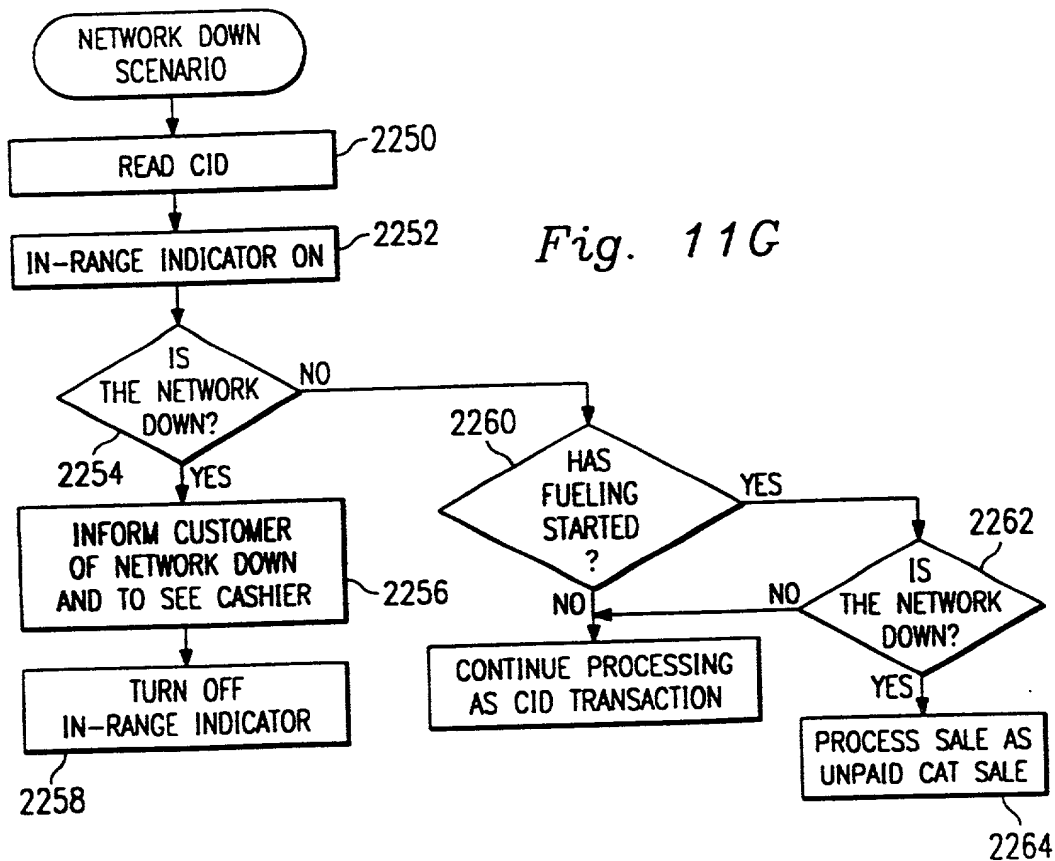 NETWORK DOWN
SCENARIO
READ CID
2250
IN-RANGE INDICATOR ON
2252
Fig. 11G
IS
THE NETWORK
DOWN?
NO
2254
YES
INFORM CUSTOMER
OF NETWORK DOWN
AND TO SEE CASHIER
2256
TURN OFF
IN-RANGE INDICATOR
2258
2260
HAS
FUELING
STARTED
?
YES
NO
2262
IS
THE NETWORK
DOWN?
NO
YES
CONTINUE PROCESSING
AS CID TRANSACTION
PROCESS SALE AS
UNPAID CAT SALE
2264